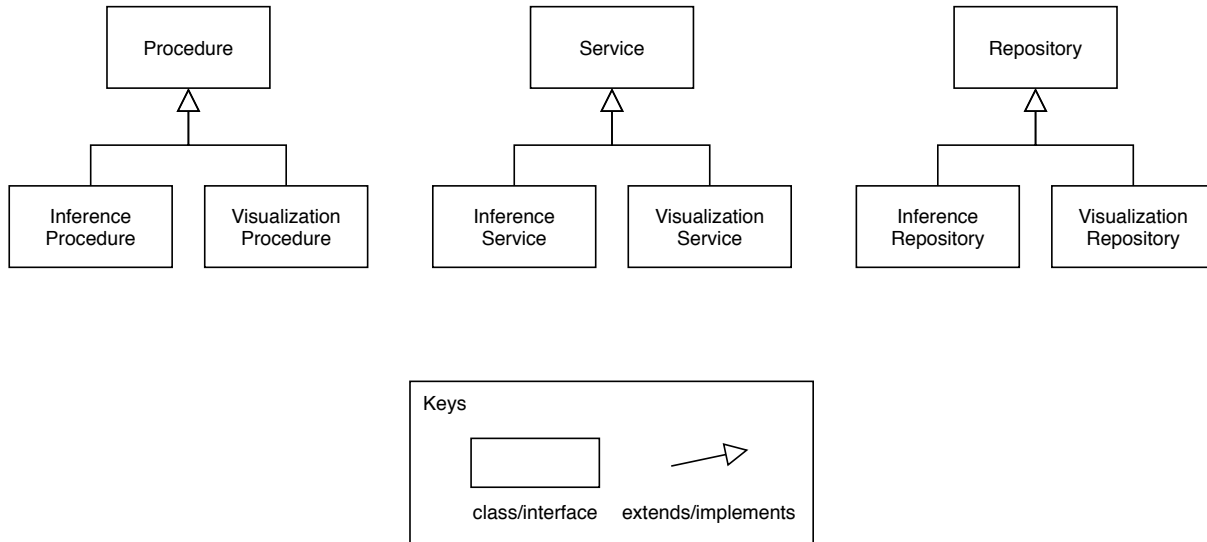 Procedure
Service
Repository
Inference
Procedure
Visualization
Procedure
Inference
Service
Visualization
Service
Inference
Repository
Visualization
Repository
Keys
class/interface
extends/implements